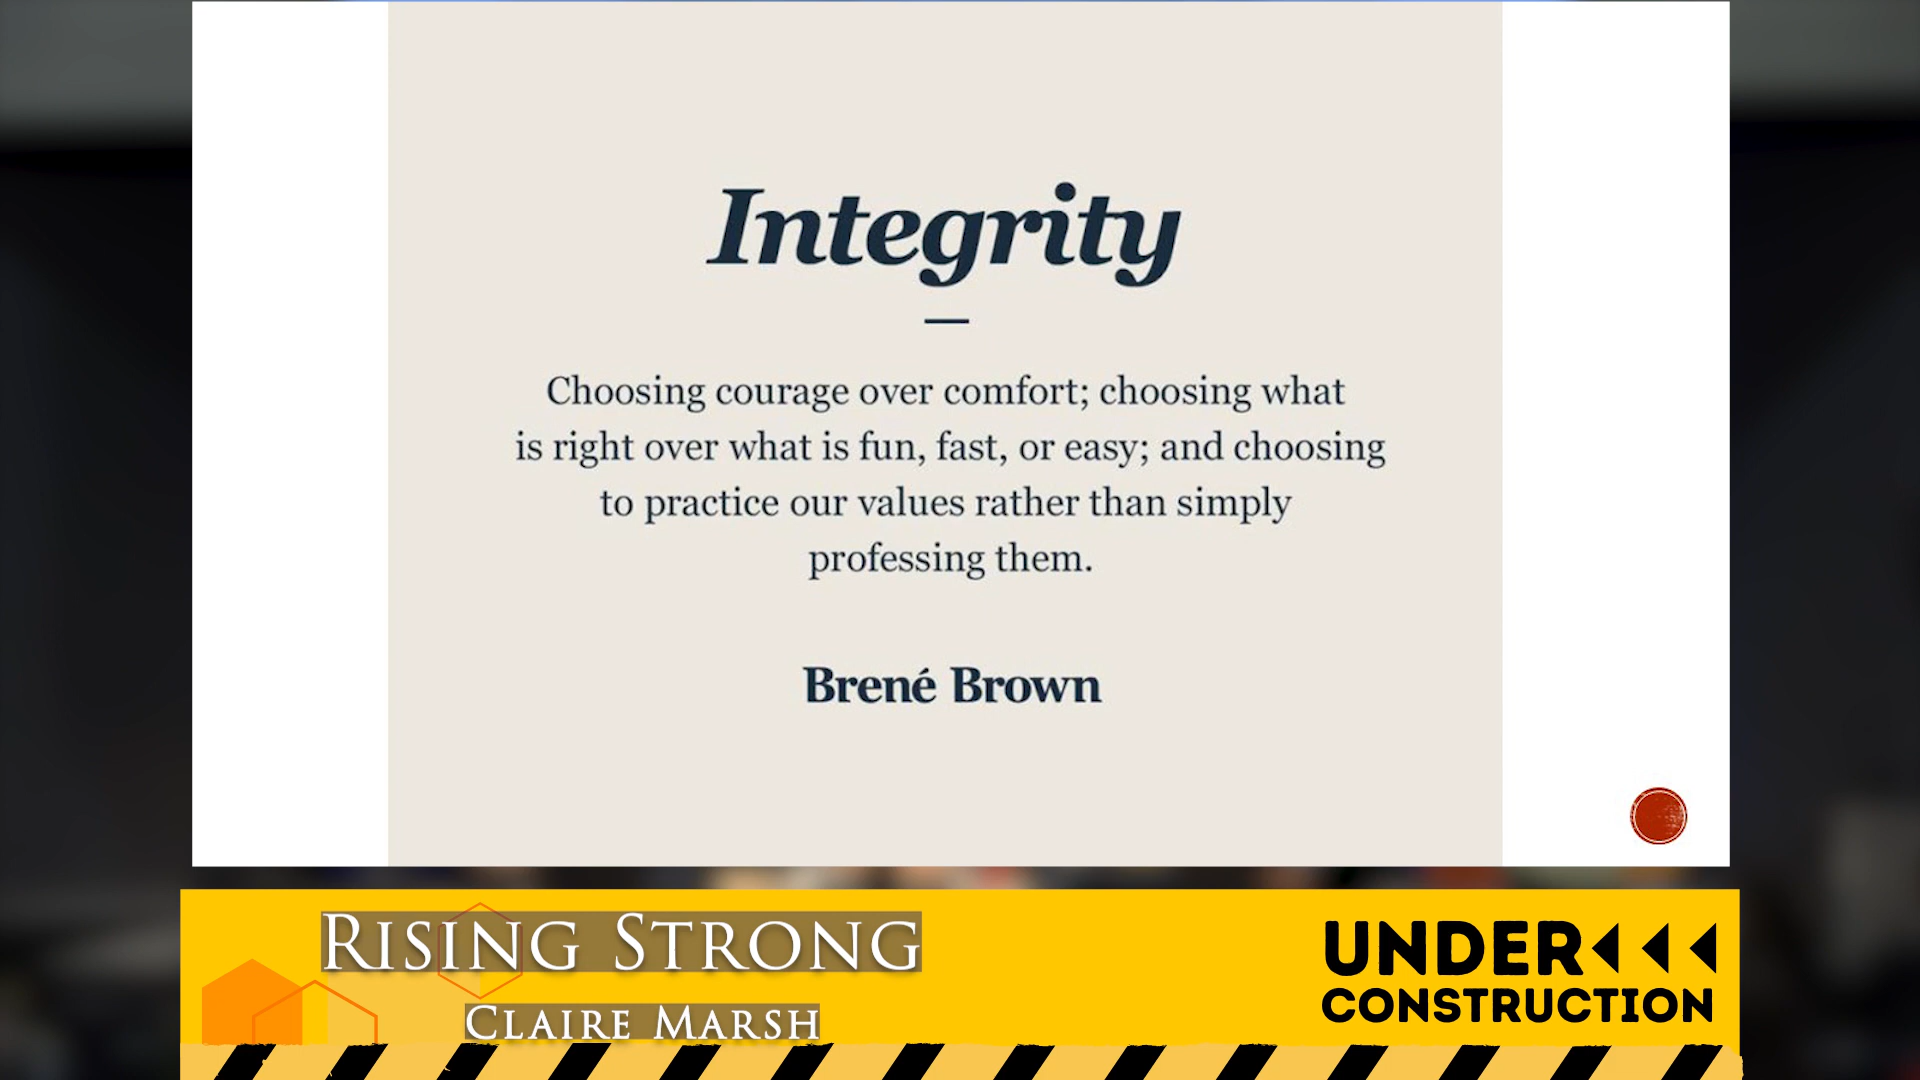 Integrity
Choosing courage over comfort; choosing what
is right over what is fun, fast, or easy; and choosing
to practice our values rather than simply
professing them.
Brené Brown
RISING STRONG
CLAIRE MARSH
UNDER
CONSTRUCTION